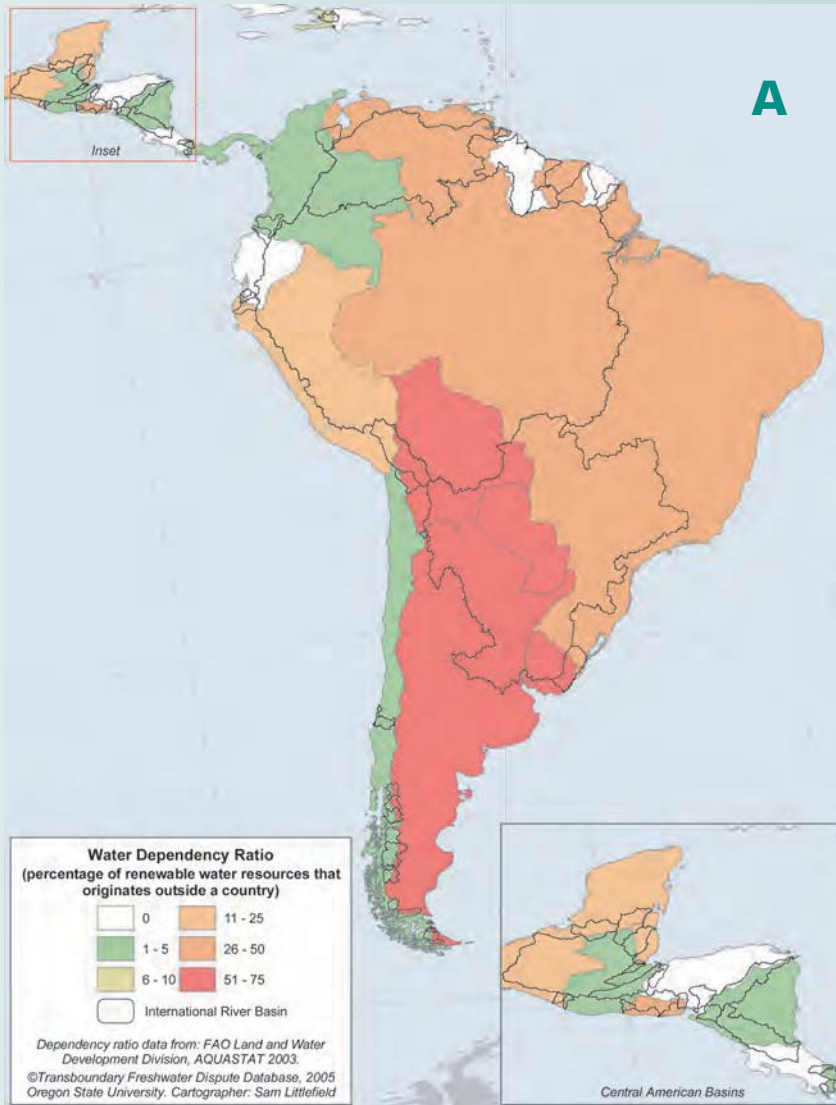 A
Inset
Water Dependency Ratio
(percentage of renewable water resources that
originates outside a country)
0
11 - 25
1 - 5
26 - 50
6 - 10
51 - 75
International River Basin
Dependency ratio data from: FAO Land and Water
Development Division, AQUASTAT 2003.
©Transboundary Freshwater Dispute Database, 2005
Oregon State University. Cartographer: Sam Littlefield
Central American Basins